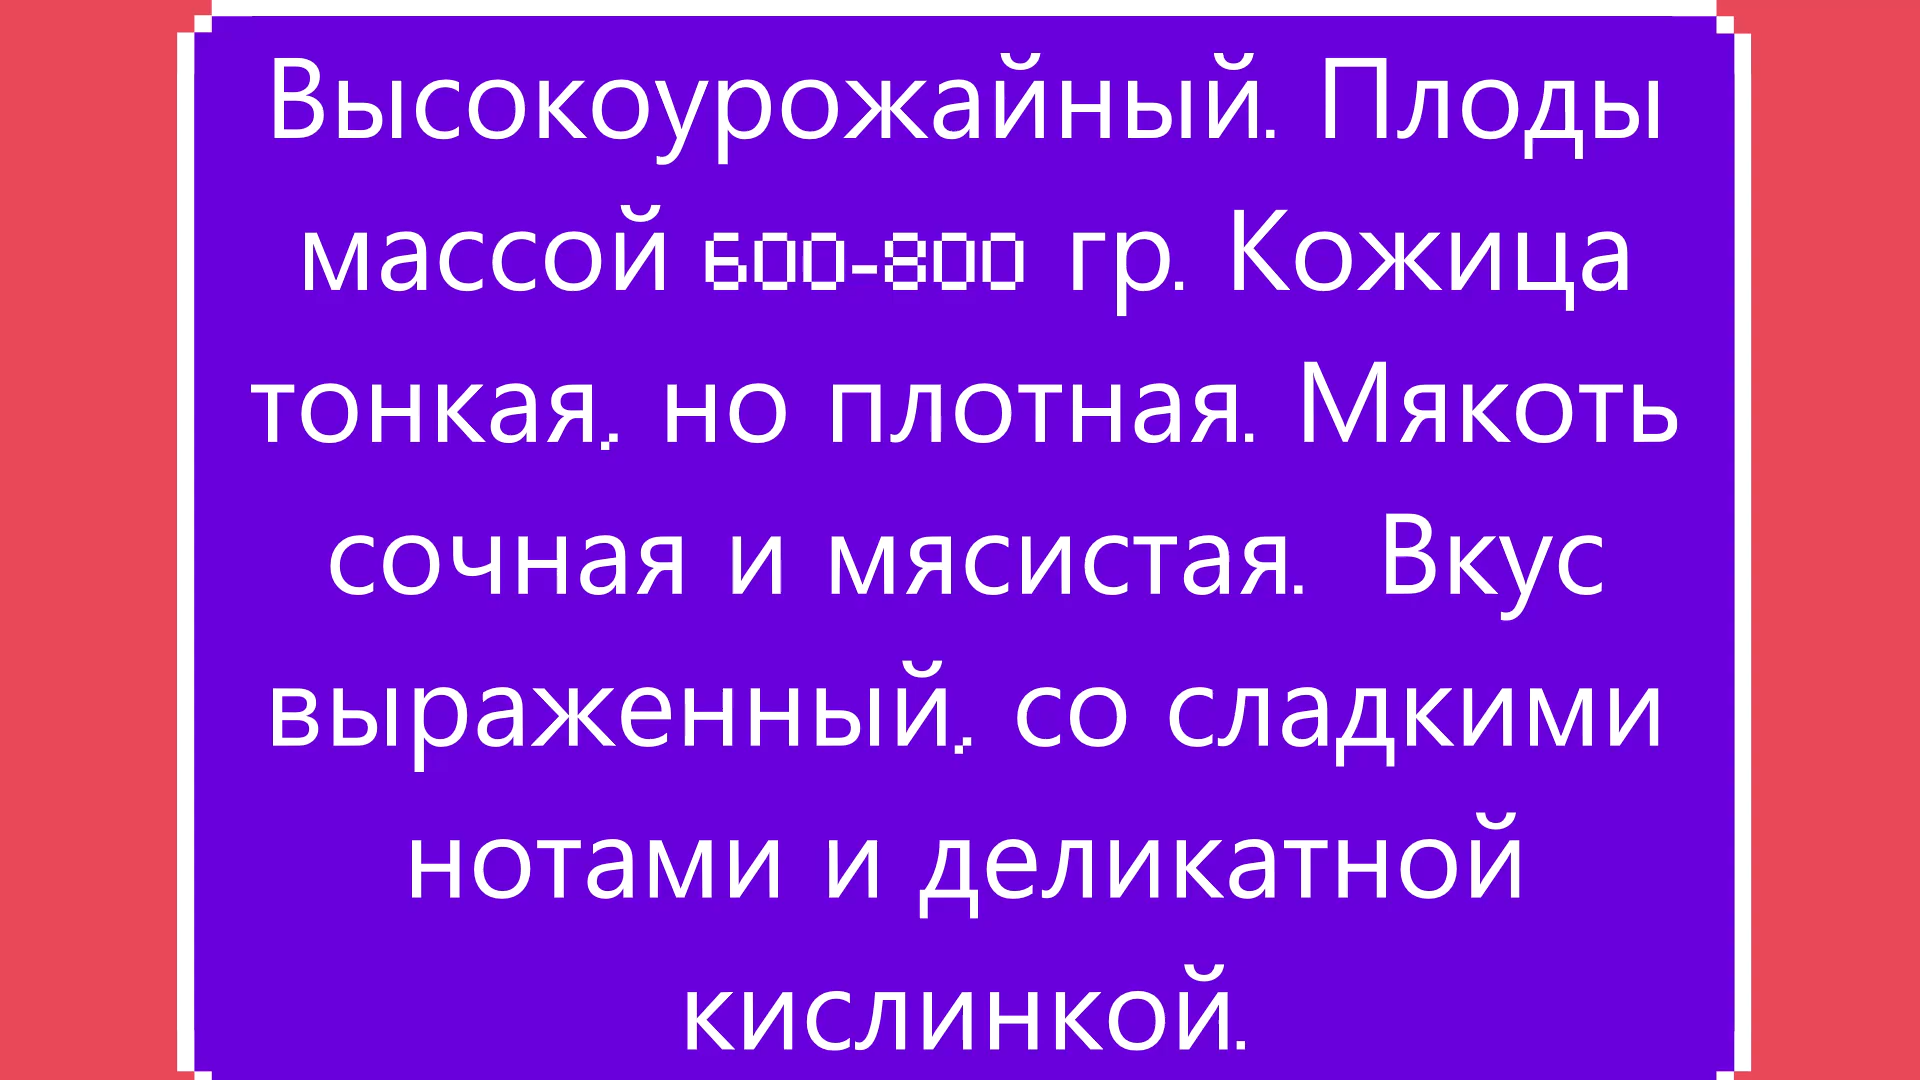 Высокоурожайный. Плоды
массой 600-800 гр. Кожица
тонкая, но плотная. Мякоть
сочная и мясистая.  Вкус
выраженный, со сладкими
нотами и деликатной
кислинкой.